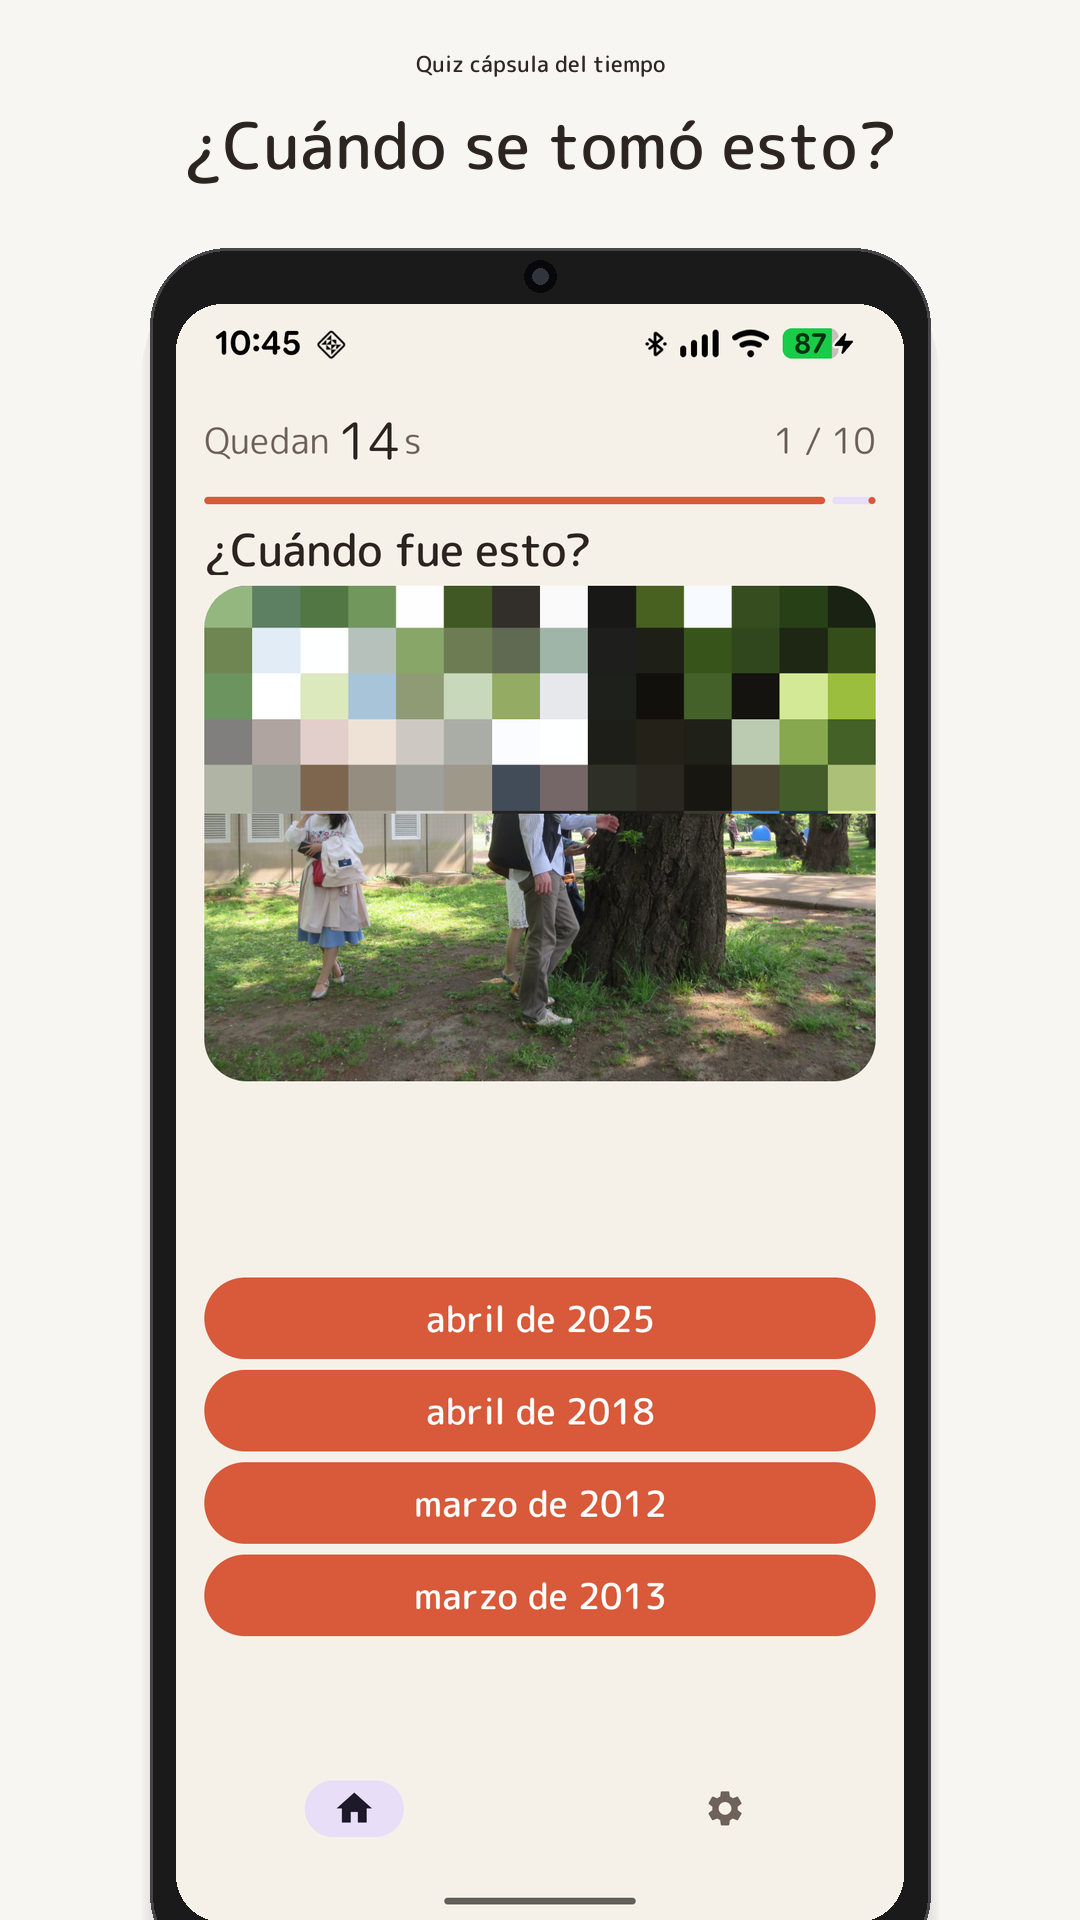 Quiz cápsula del tiempo
¿Cuándo se tomó esto?
10:45
87
Quedan 14 s
1 / 10
¿Cuándo fue esto?
abril de 2025
abril de 2018
marzo de 2012
marzo de 2013